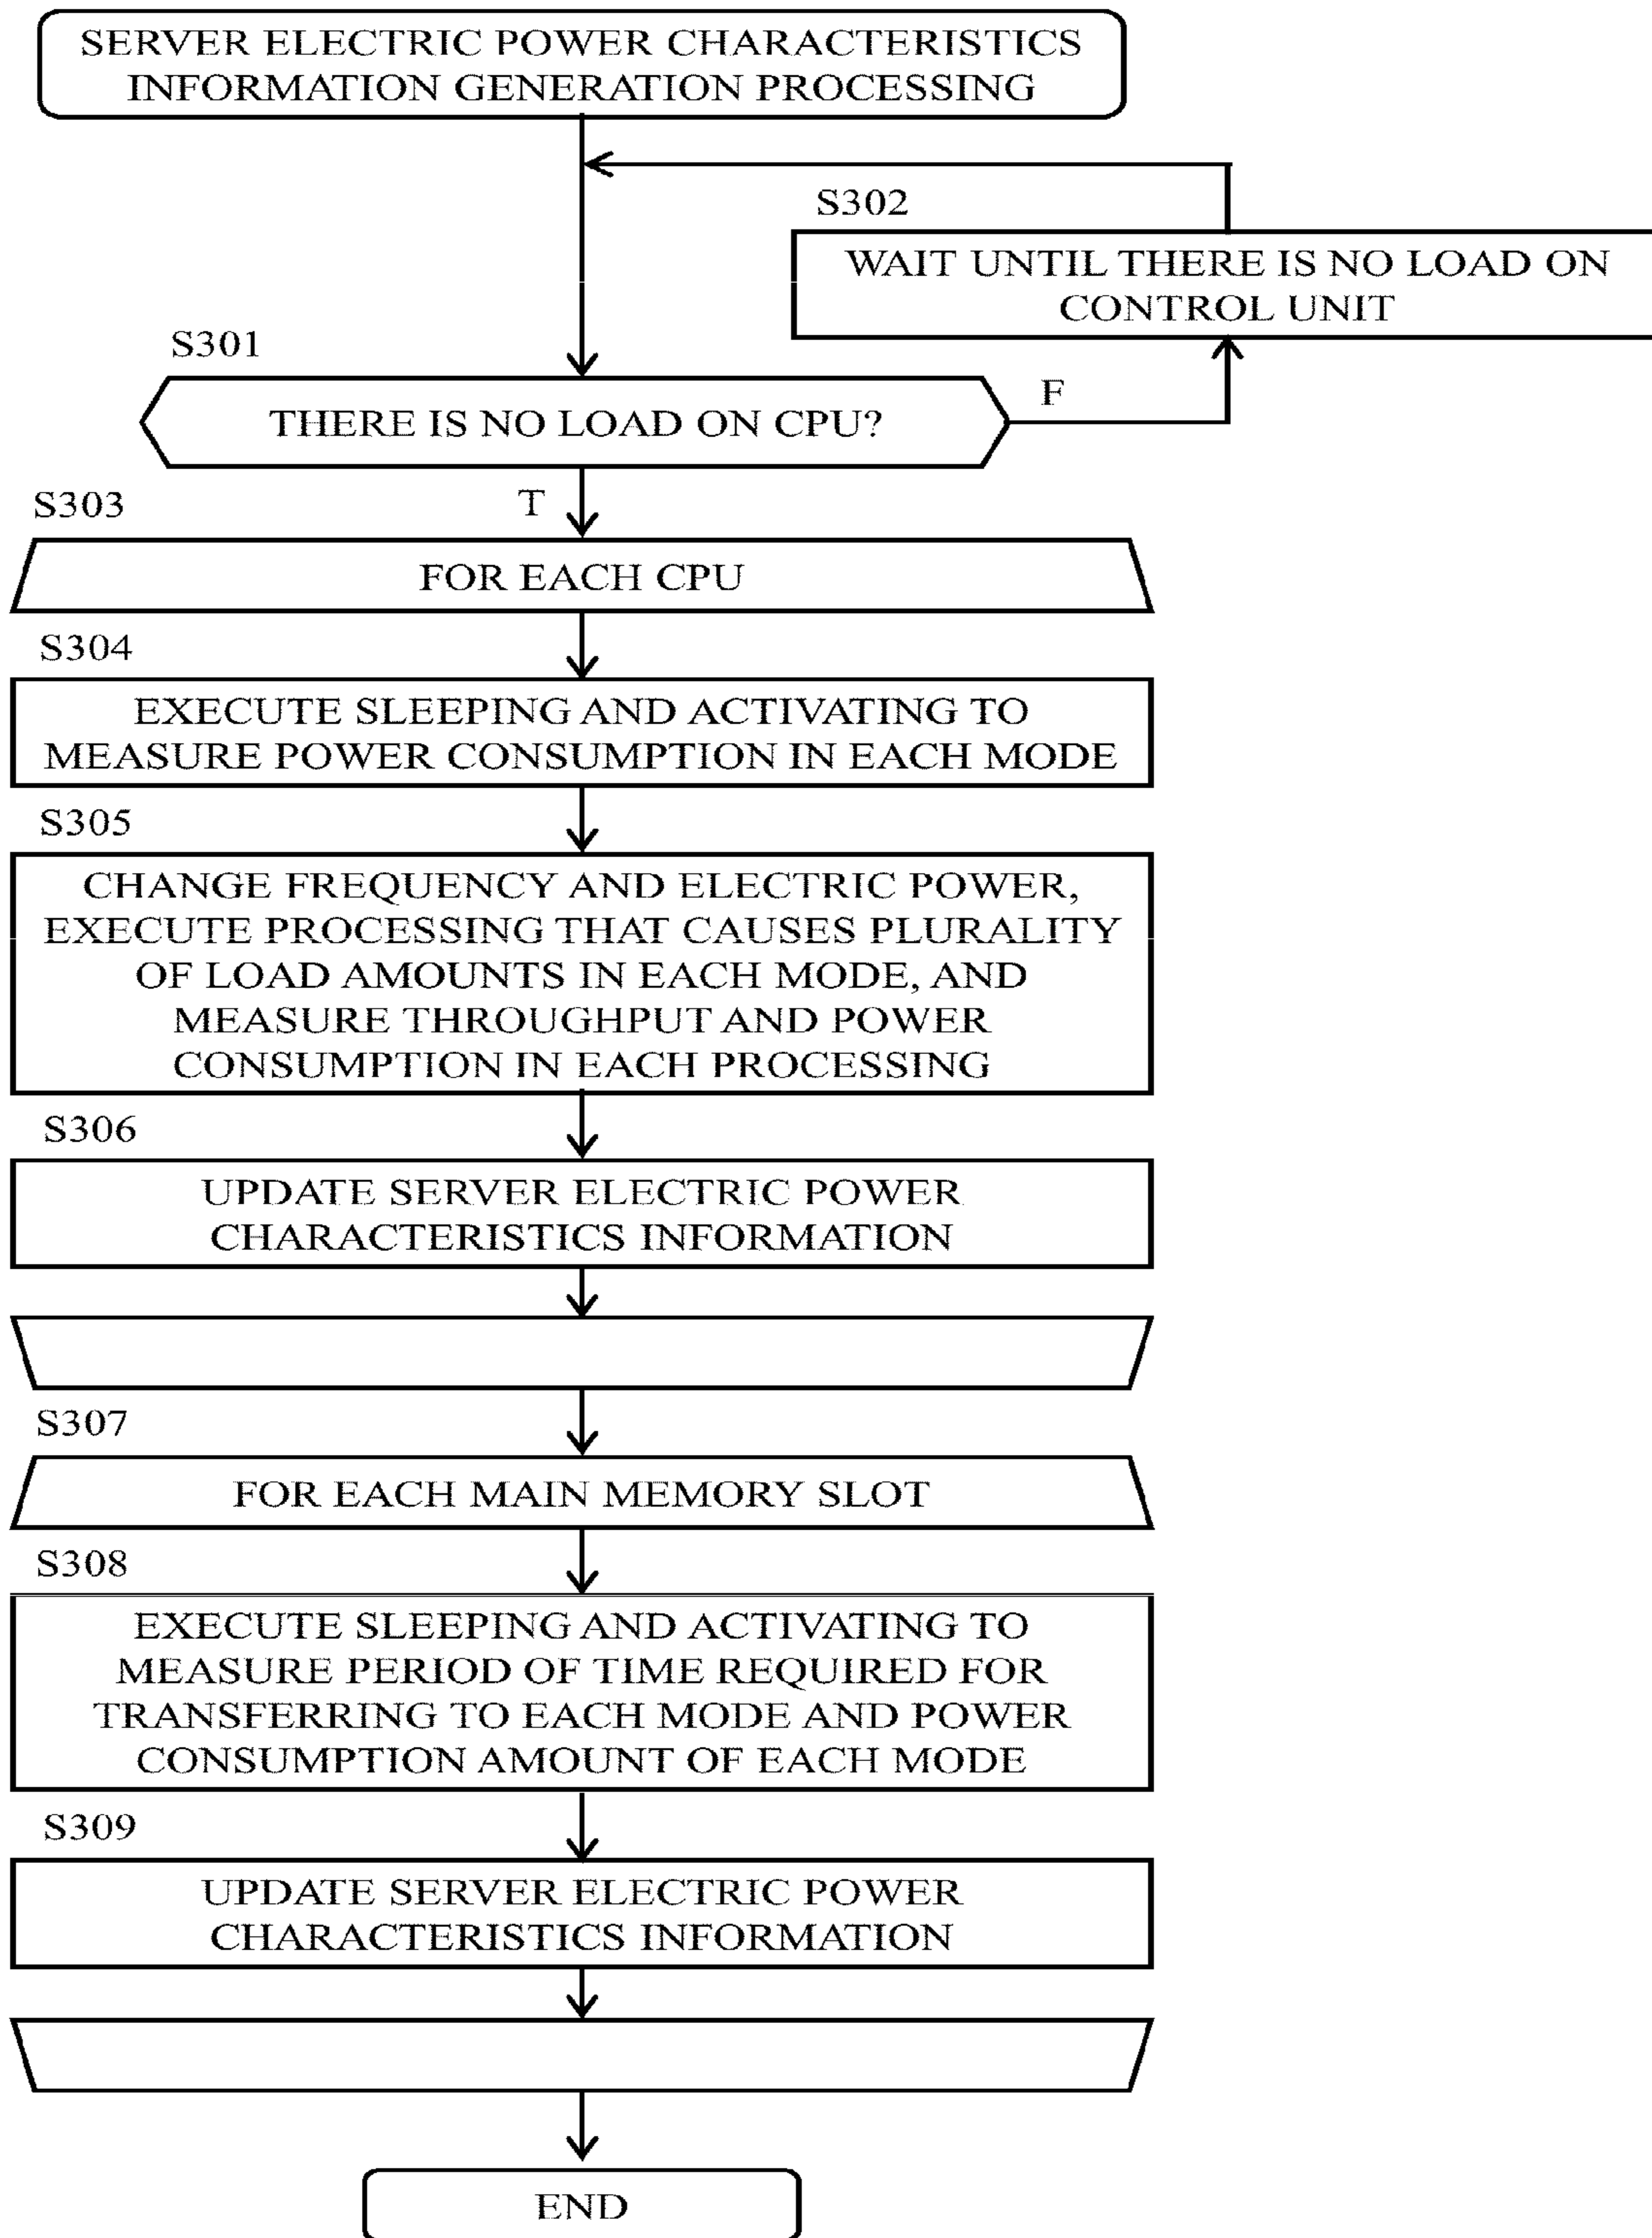 SERVER ELECTRIC POWER CHARACTERISTICS
INFORMATION GENERATION PROCESSING
S302
WAIT UNTIL THERE IS NO LOAD ON
CONTROL UNIT
S301
THERE IS NO LOAD ON CPU?
F
T
S303
FOR EACH CPU
S304
EXECUTE SLEEPING AND ACTIVATING TO
MEASURE POWER CONSUMPTION IN EACH MODE
S305
CHANGE FREQUENCY AND ELECTRIC POWER,
EXECUTE PROCESSING THAT CAUSES PLURALITY
OF LOAD AMOUNTS IN EACH MODE, AND
MEASURE THROUGHPUT AND POWER
CONSUMPTION IN EACH PROCESSING
S306
UPDATE SERVER ELECTRIC POWER
CHARACTERISTICS INFORMATION
S307
FOR EACH MAIN MEMORY SLOT
S308
EXECUTE SLEEPING AND ACTIVATING TO
MEASURE PERIOD OF TIME REQUIRED FOR
TRANSFERRING TO EACH MODE AND POWER
CONSUMPTION AMOUNT OF EACH MODE
S309
UPDATE SERVER ELECTRIC POWER
CHARACTERISTICS INFORMATION
END